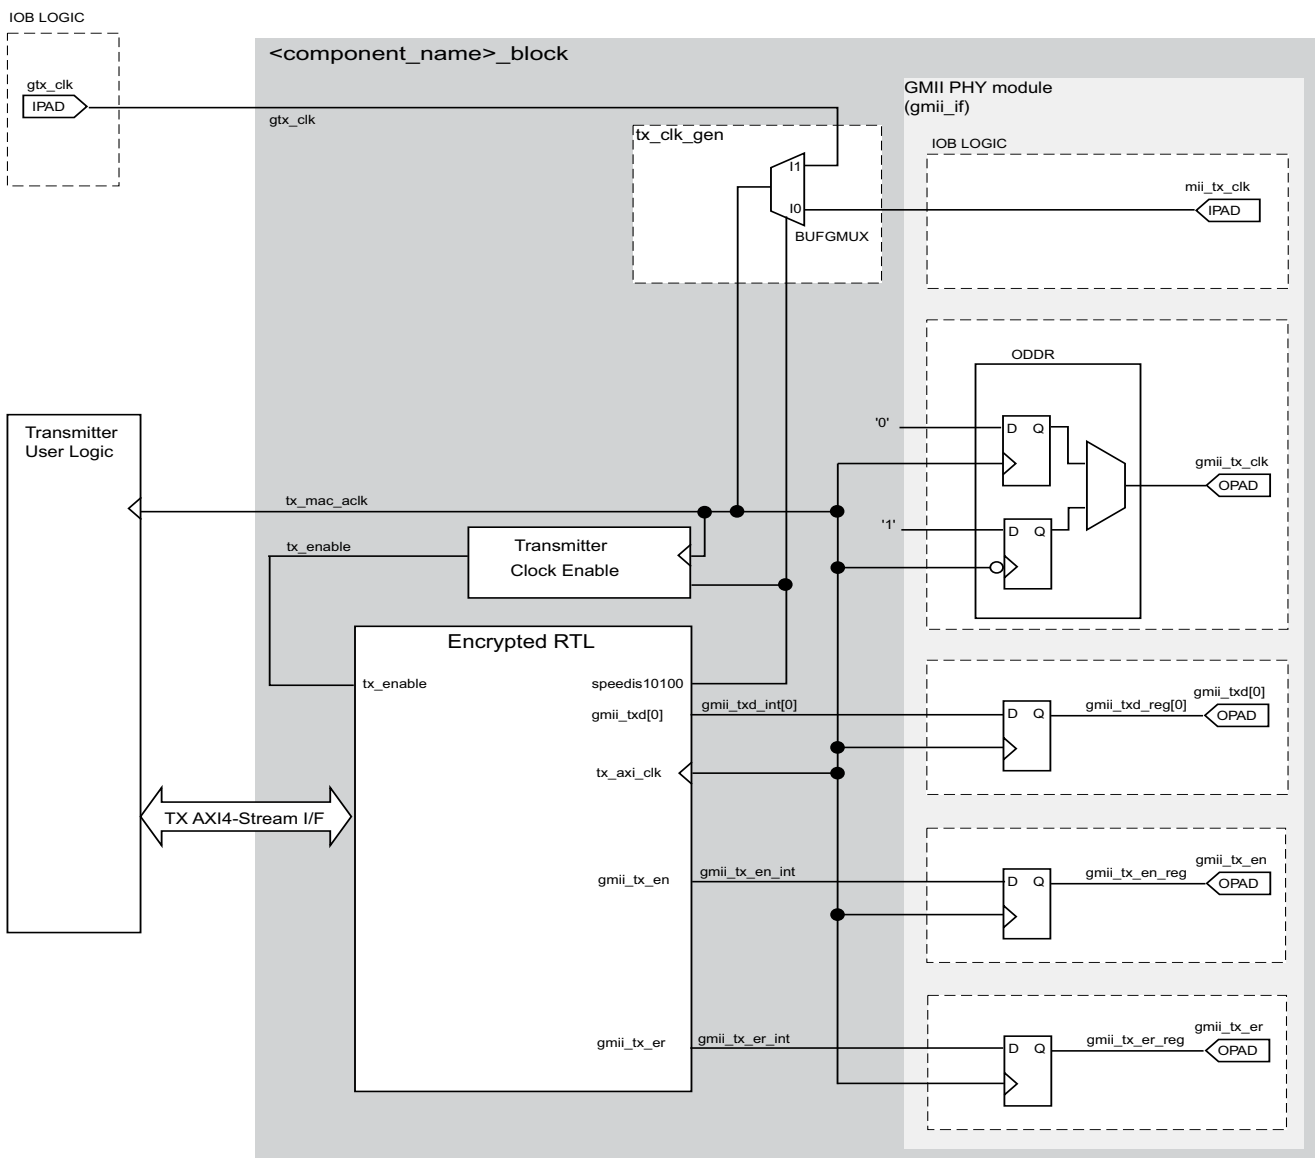 IOB LOGIC
<component_name>_block
gtx_clk
IPAD
gtx_clk
GMII PHY module
(gmii_if)
tx_clk_gen
IOB LOGIC
I1
mii_tx_clk
I0
IPAD
BUFGMUX
ODDR
'0'
D Q
Transmitter
User Logic
gmii_tx_clk
OPAD
tx_mac_aclk
'1'
D Q
tx_enable
Transmitter
Clock Enable
Encrypted RTL
tx_enable
speedis10100
gmii_txd[0]
gmii_txd_int[0]
D Q
gmii_txd_reg[0]
gmii_txd[0]
OPAD
tx_axi_clk
TX AXI4-Stream I/F
gmii_tx_en
gmii_tx_en_int
D Q
gmii_tx_en_reg
gmii_tx_en
OPAD
gmii_tx_er
gmii_tx_er_int
D Q
gmii_tx_er_reg
gmii_tx_er
OPAD